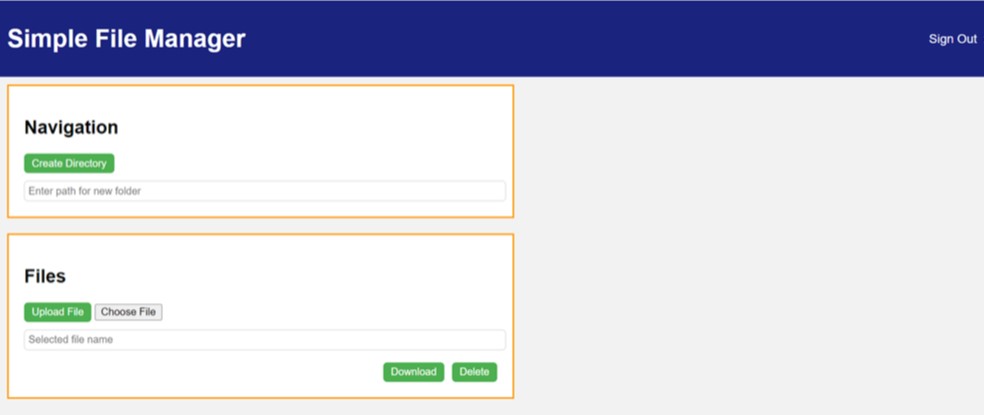 Simple File Manager
Sign Out
Navigation
Create Directory
Enter path for new folder
Files
Upload File Choose File
Selected file name
Download Delete